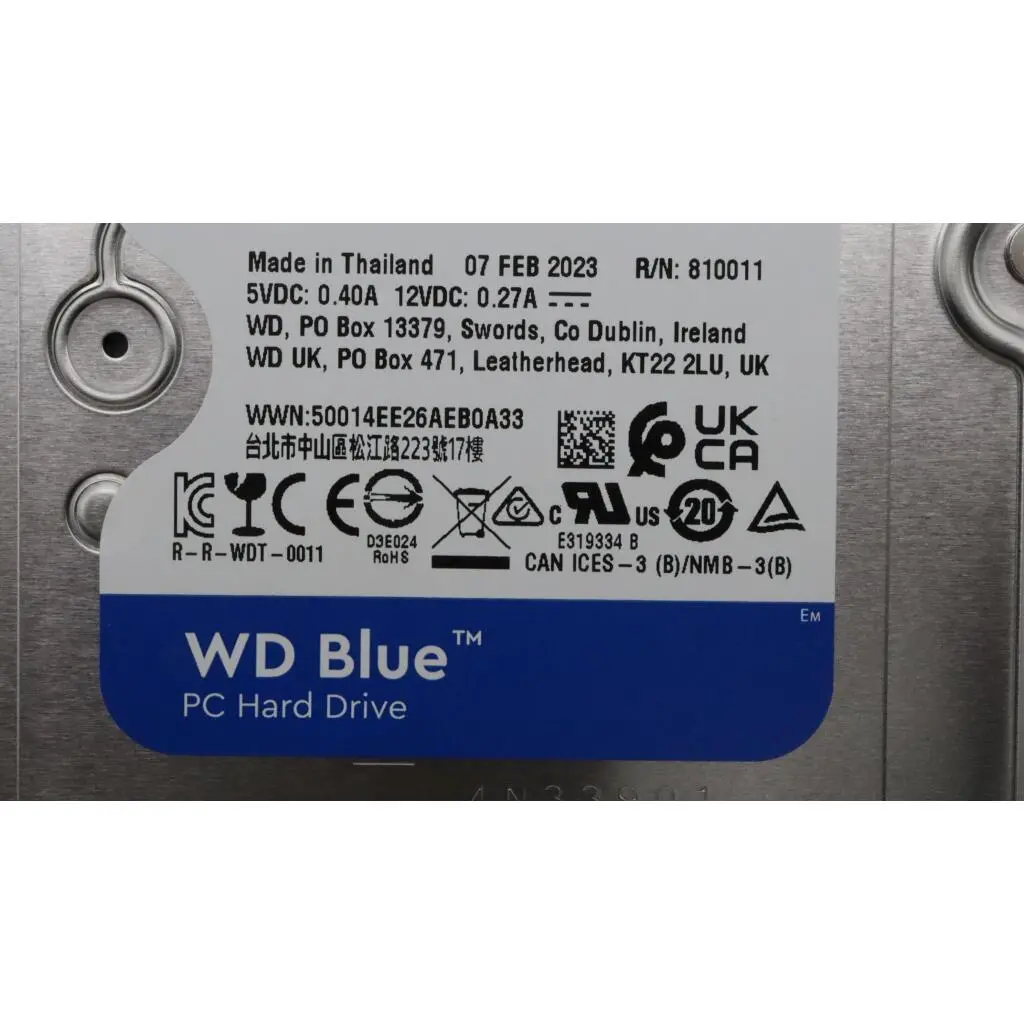 Made in Thailand 07 FEB 2023 R/N: 810011
5VDC: 0.40A 12VDC: 0.27A
WD, PO Box 13379, Swords, Co Dublin, Ireland
WD UK, PO Box 471, Leatherhead, KT22 2LU, UK
WWN:50014EE26AEB0A33
台北市中山區松江路223號17樓
UK
CA
C US
20
D3E024
RoHS
E319334 B
R-R-WDT-0011
CAN ICES-3 (B)/NMB-3(B)
EM
WD Blue™
PC Hard Drive